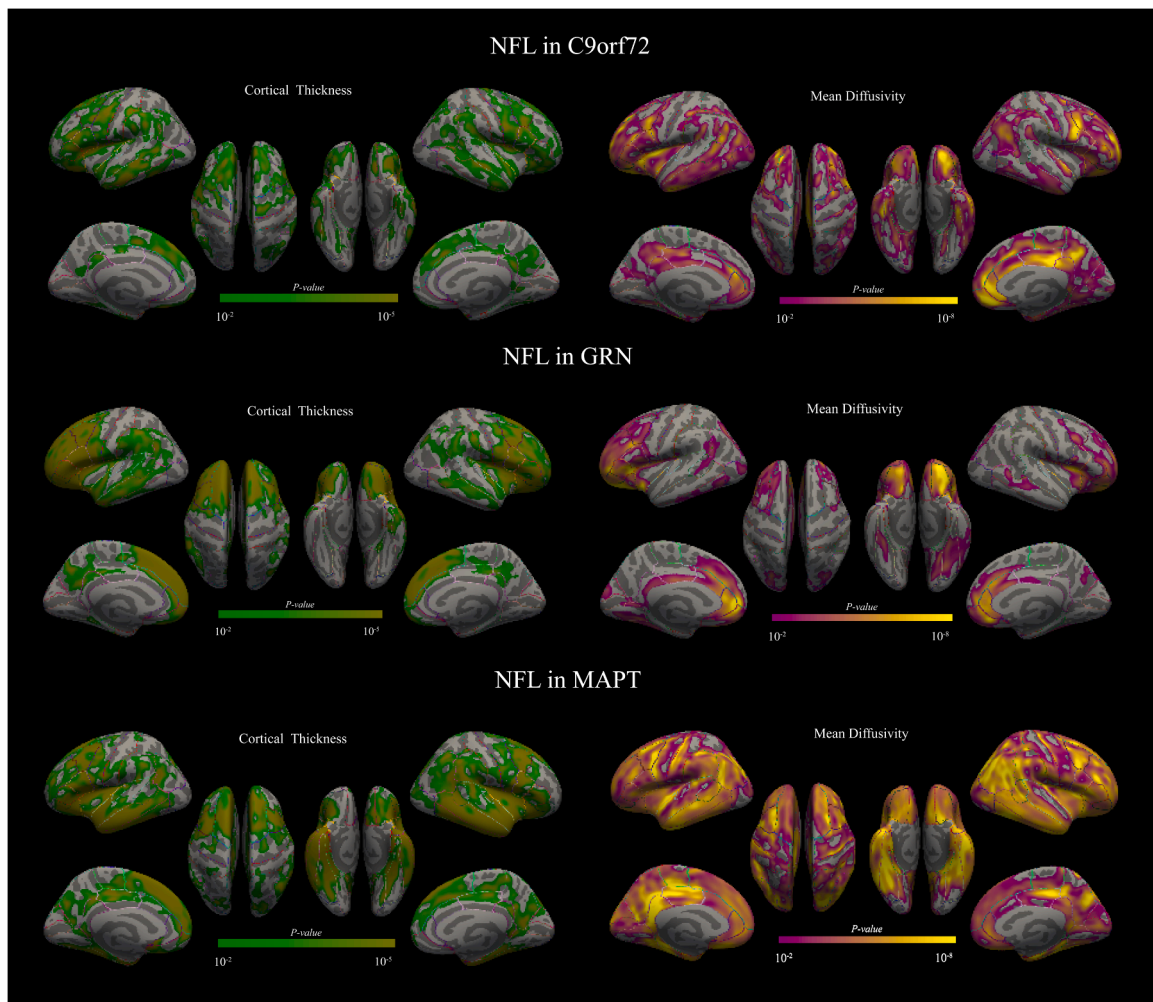 NFL in C9orf72
Cortical Thickness
Mean Diffusivity
P-value
10⁻² 10⁻⁵
P-value
10⁻² 10⁻⁸
NFL in GRN
Cortical Thickness
Mean Diffusivity
P-value
10⁻² 10⁻⁵
P-value
10⁻² 10⁻⁸
NFL in MAPT
Cortical Thickness
Mean Diffusivity
P-value
10⁻² 10⁻⁵
P-value
10⁻² 10⁻⁸